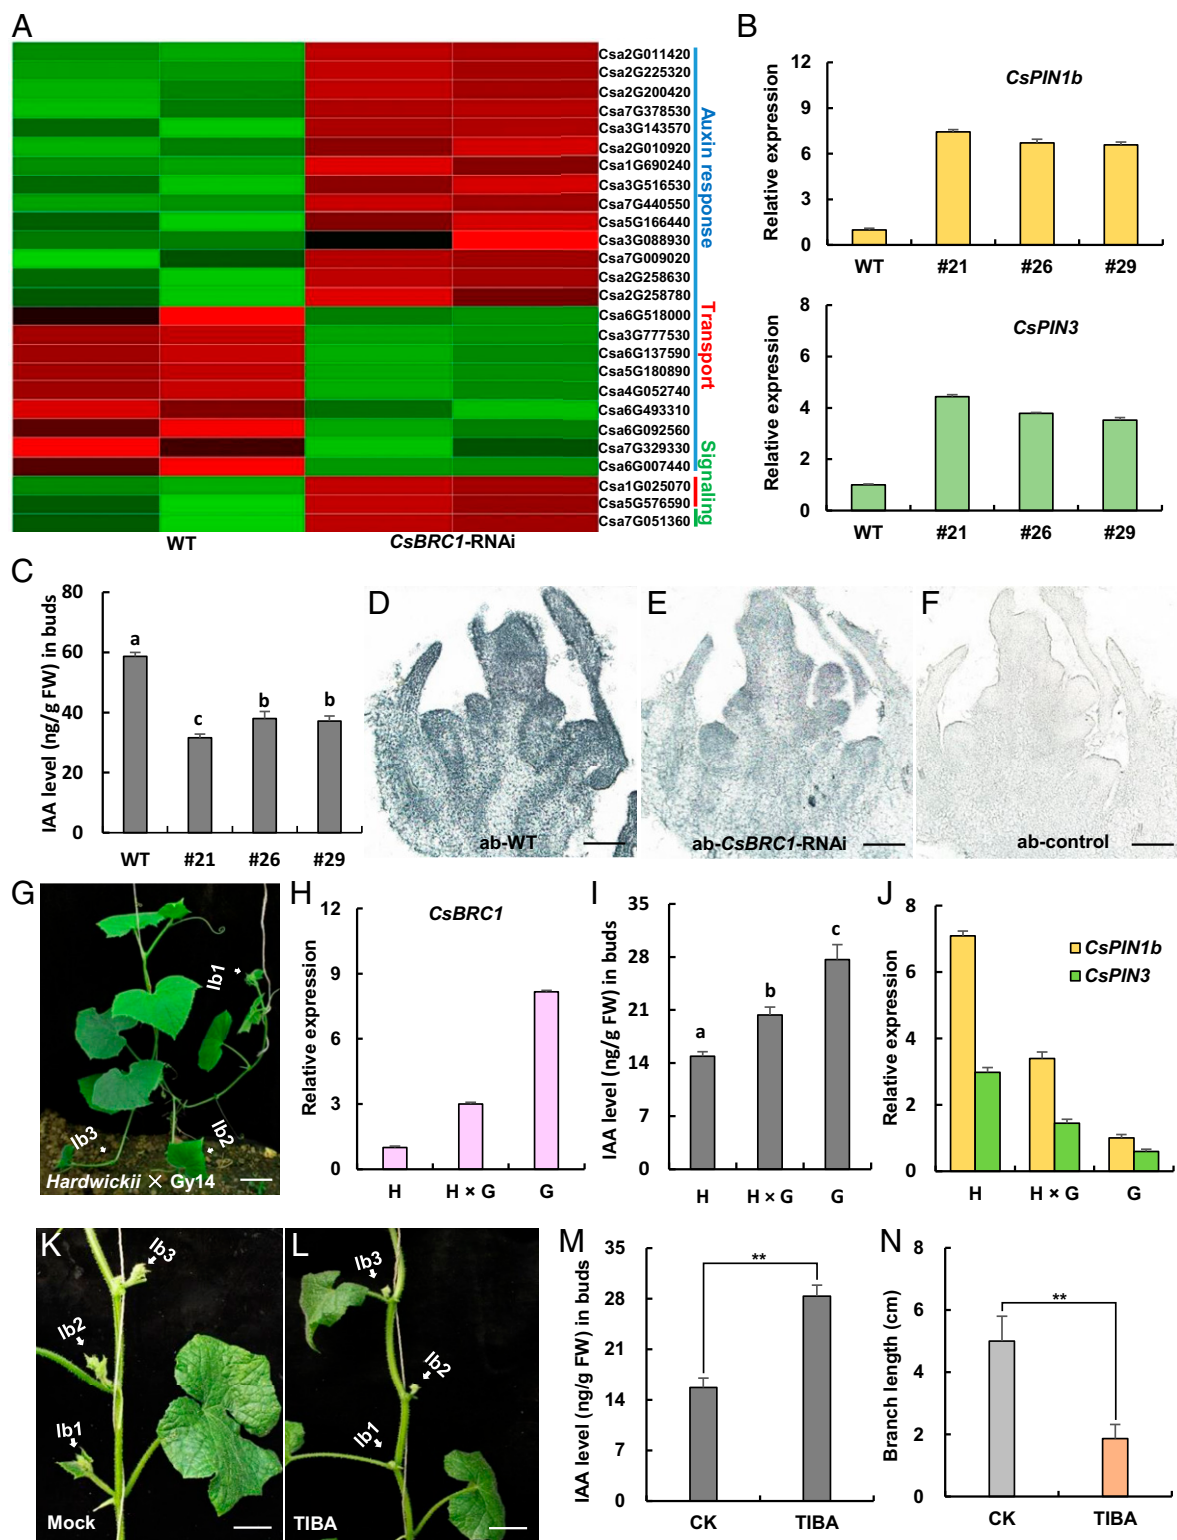 A
Csa2G011420
Csa2G225320
Csa2G200420
Csa7G378530
Csa3G143570
Csa2G010920
Csa1G690240
Csa3G516530
Csa7G440550
Csa5G166440
Csa3G088930
Csa7G009020
Csa2G258630
Csa2G258780
Csa6G518000
Csa3G777530
Csa6G137590
Csa5G180890
Csa4G052740
Csa6G493310
Csa6G092560
Csa7G329330
Csa6G007440
Csa1G025070
Csa5G576590
Csa7G051360
Auxin response
Transport
Signaling
WT CsBRC1-RNAi
B
CsPIN1b
Relative expression
12
9
6
3
0
WT #21 #26 #29
CsPIN3
Relative expression
8
6
4
2
0
WT #21 #26 #29
C
IAA level (ng/g FW) in buds
80
60
40
20
0
a
c
b
b
WT #21 #26 #29
D
ab-WT
E
ab-CsBRC1-RNAi
F
ab-control
G
lb1
lb2
lb3
Hardwickii × Gy14
H
CsBRC1
Relative expression
12
9
6
3
0
H H × G G
I
IAA level (ng/g FW) in buds
35
28
21
14
7
0
a
b
c
H H × G G
J
CsPIN1b
CsPIN3
Relative expression
8
6
4
2
0
H H × G G
K
lb3
lb2
lb1
Mock
L
lb3
lb2
lb1
TIBA
M
IAA level (ng/g FW) in buds
35
28
21
14
7
0
**
CK TIBA
N
Branch length (cm)
8
6
4
2
0
**
CK TIBA